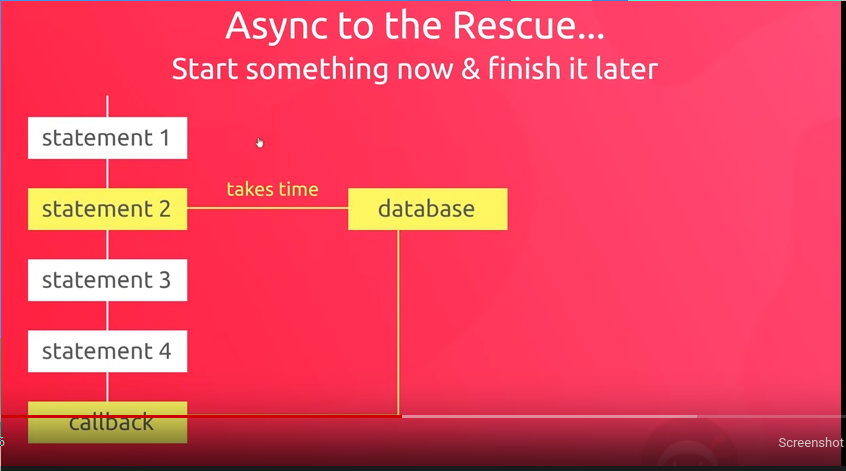 Async to the Rescue...
Start something now & finish it later
statement 1
takes time
statement 2
database
statement 3
statement 4
callback
Screenshot